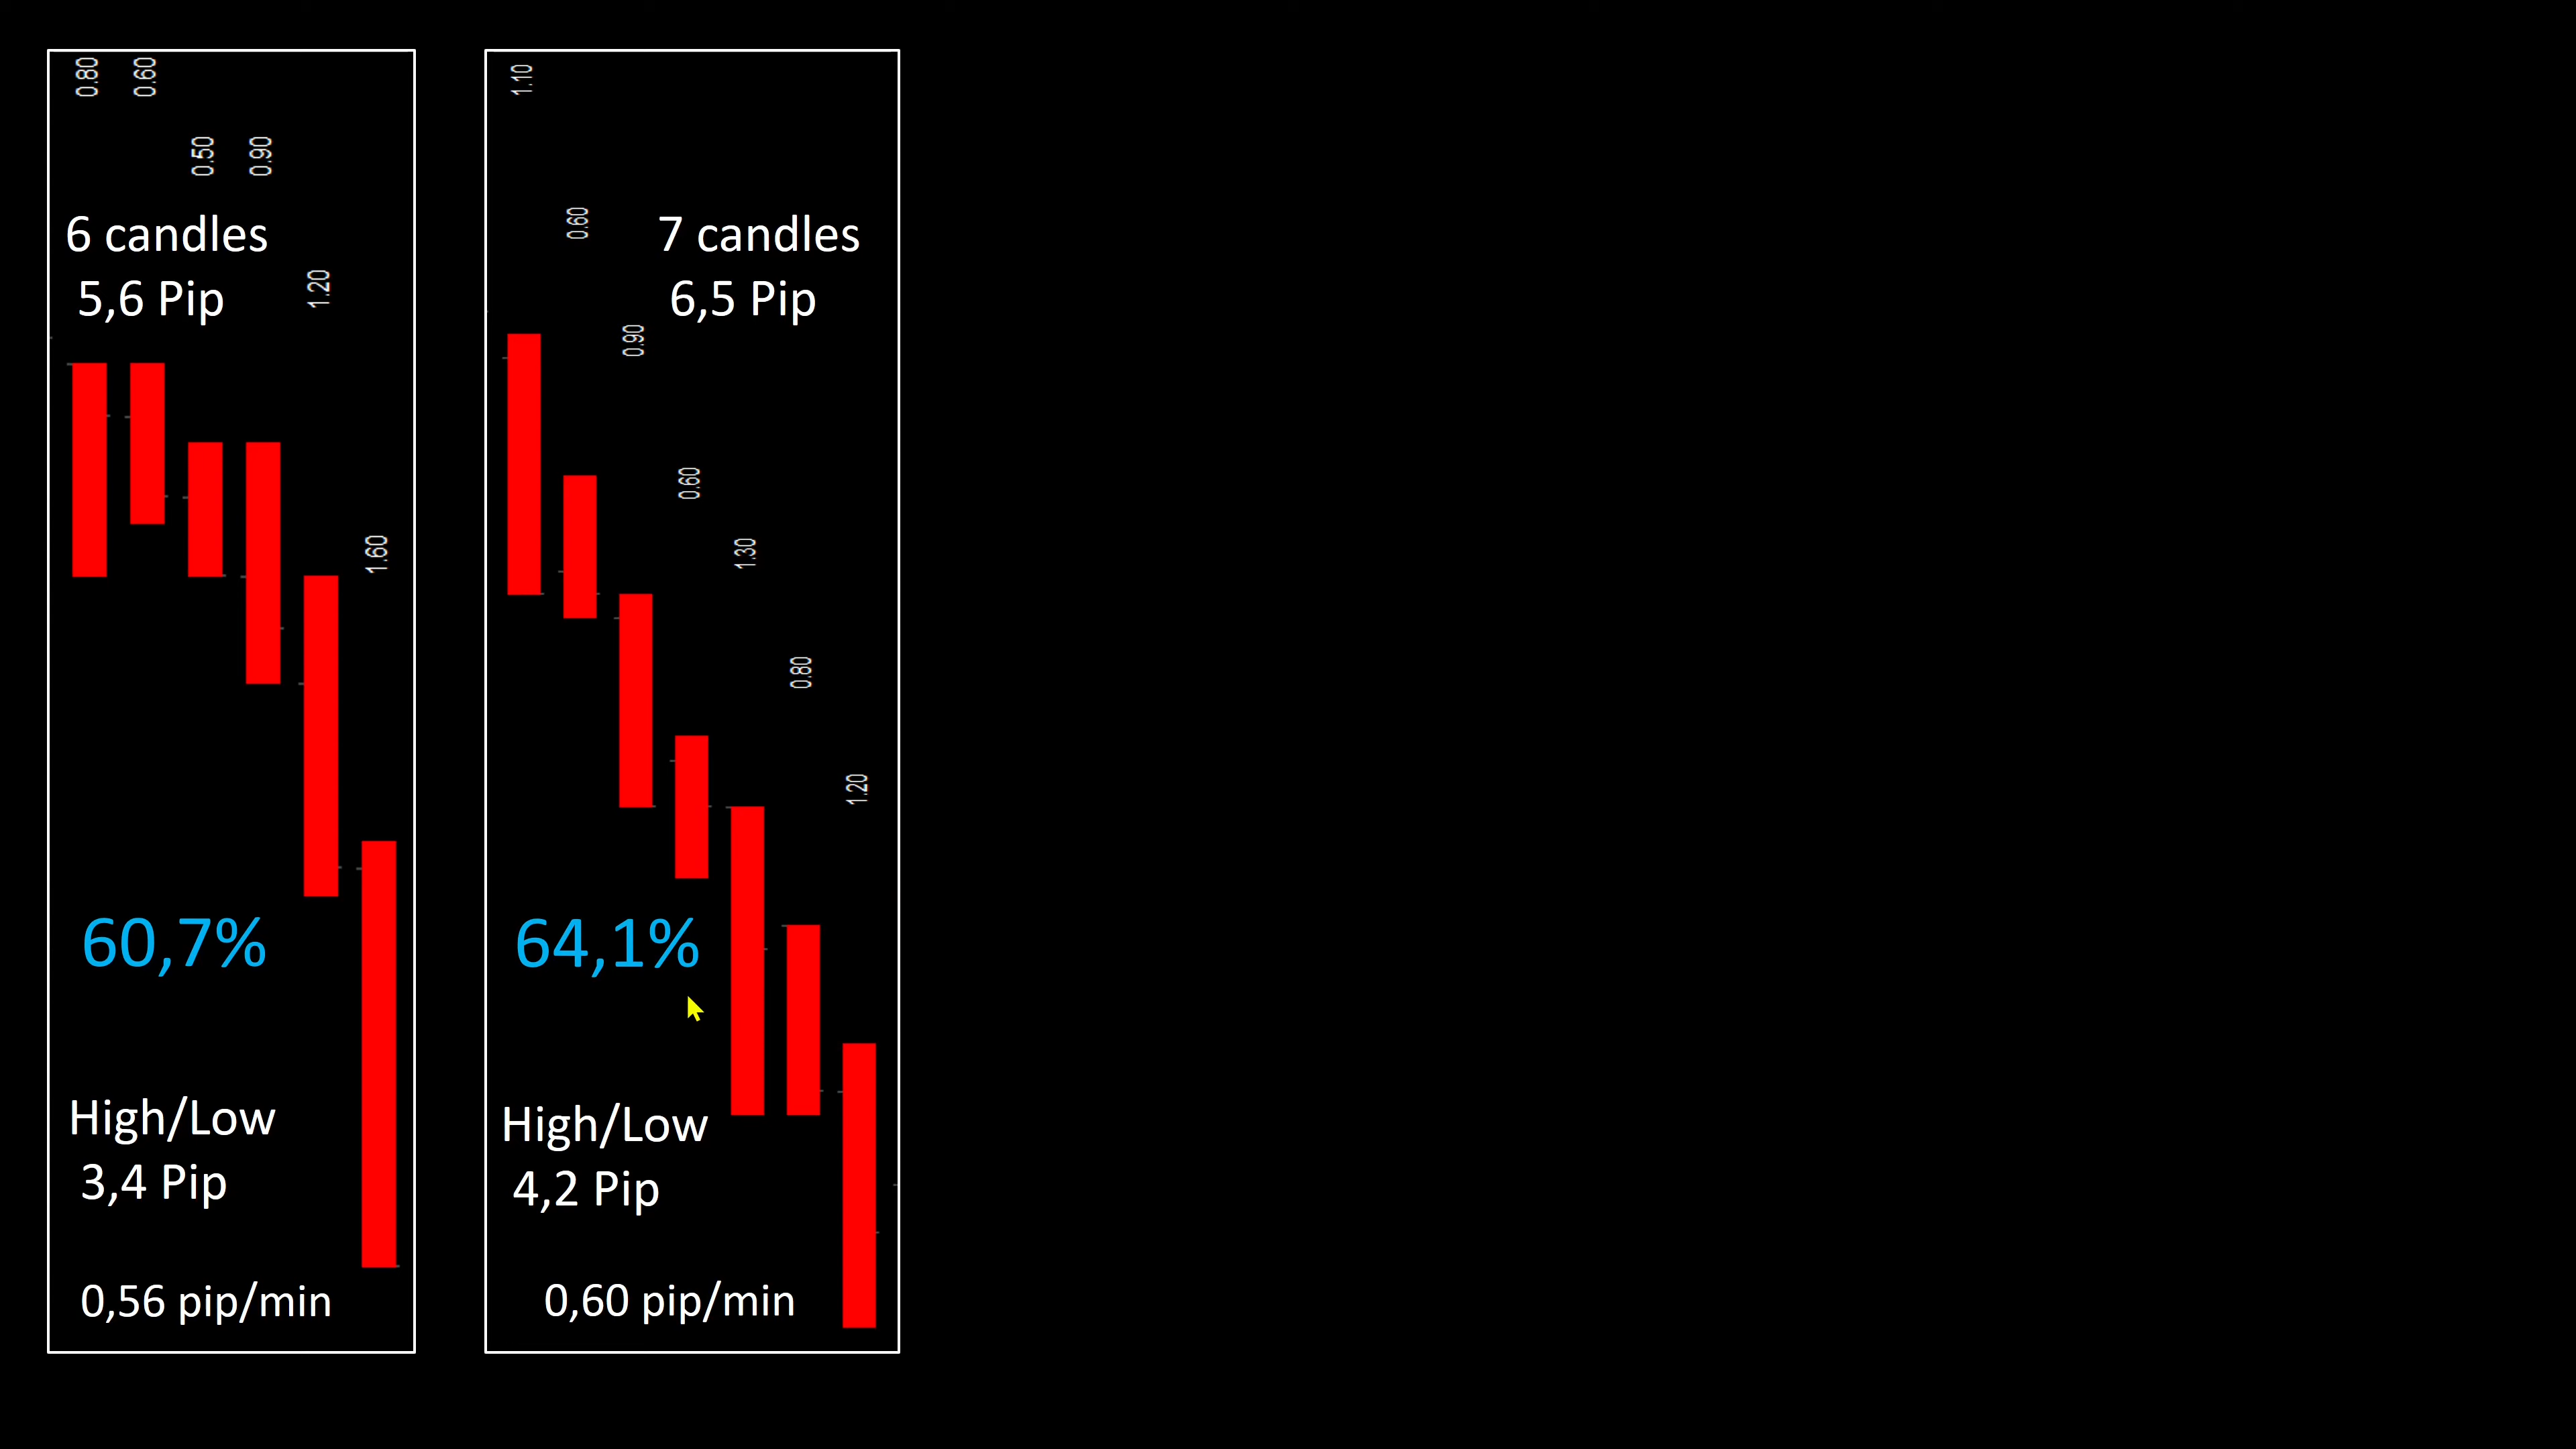 0.80
0.60
0.50
0.90
6 candles
5,6 Pip
1.20
1.60
60,7%
High/Low
3,4 Pip
0,56 pip/min
1.10
0.60
7 candles
6,5 Pip
0.90
0.60
1.30
0.80
1.20
64,1%
High/Low
4,2 Pip
0,60 pip/min